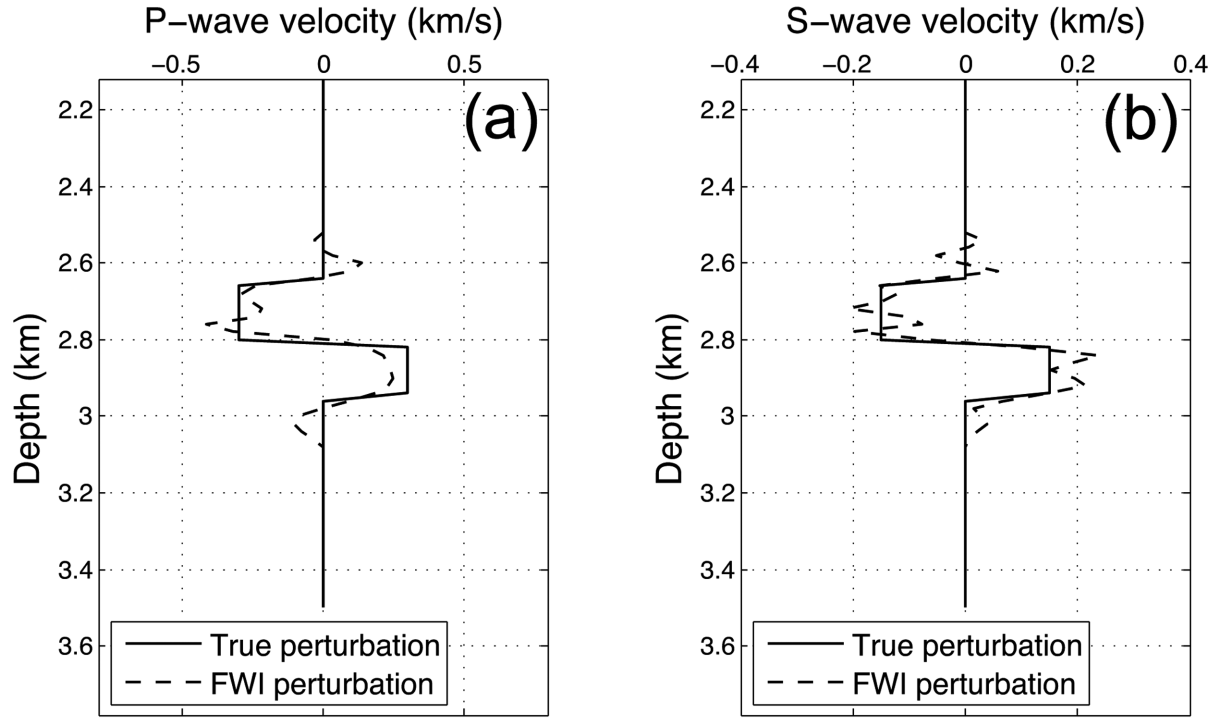 P−wave velocity (km/s)
−0.5 0 0.5
(a)
Depth (km)
2.2
2.4
2.6
2.8
3
3.2
3.4
3.6
True perturbation
FWI perturbation
S−wave velocity (km/s)
−0.4 −0.2 0 0.2 0.4
(b)
Depth (km)
2.2
2.4
2.6
2.8
3
3.2
3.4
3.6
True perturbation
FWI perturbation